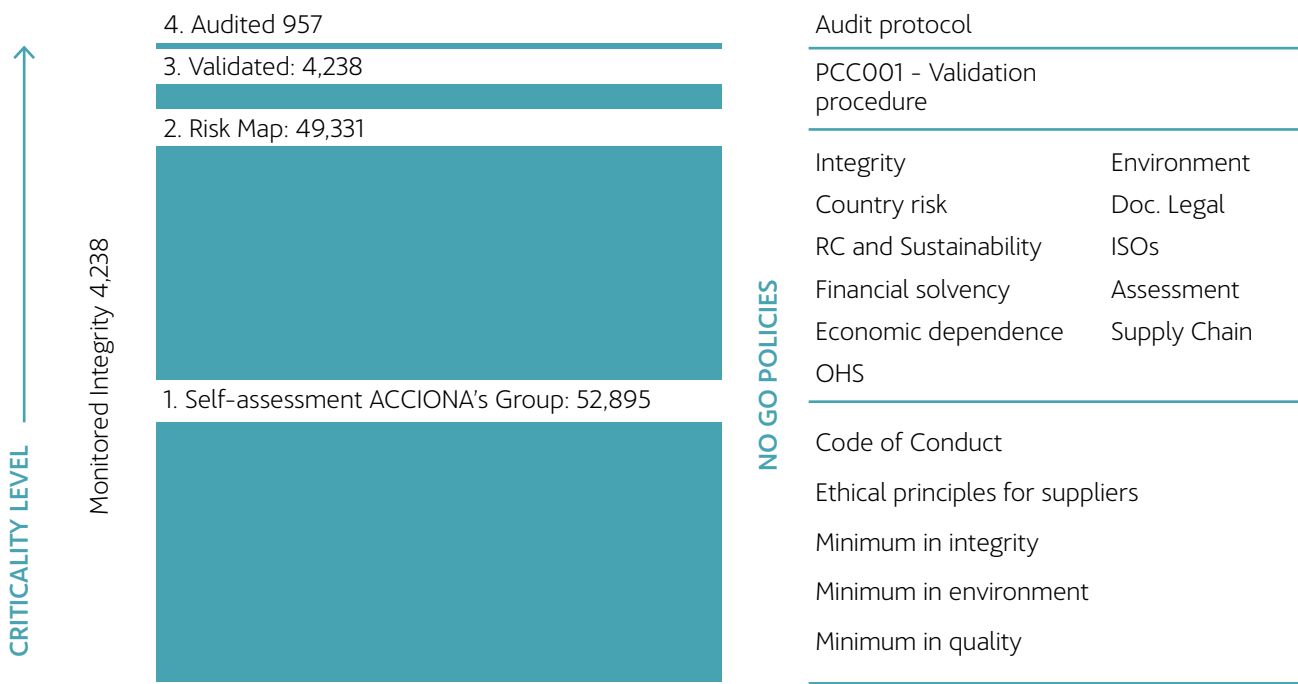 4. Audited 957
3. Validated: 4,238
2. Risk Map: 49,331
1. Self-assessment ACCIONA's Group: 52,895
CRITICALITY LEVEL
Monitored Integrity 4,238
NO GO POLICIES
Audit protocol
PCC001 - Validation
procedure
Integrity
Country risk
RC and Sustainability
Financial solvency
Economic dependence
OHS
Environment
Doc. Legal
ISOs
Assessment
Supply Chain
Code of Conduct
Ethical principles for suppliers
Minimum in integrity
Minimum in environment
Minimum in quality